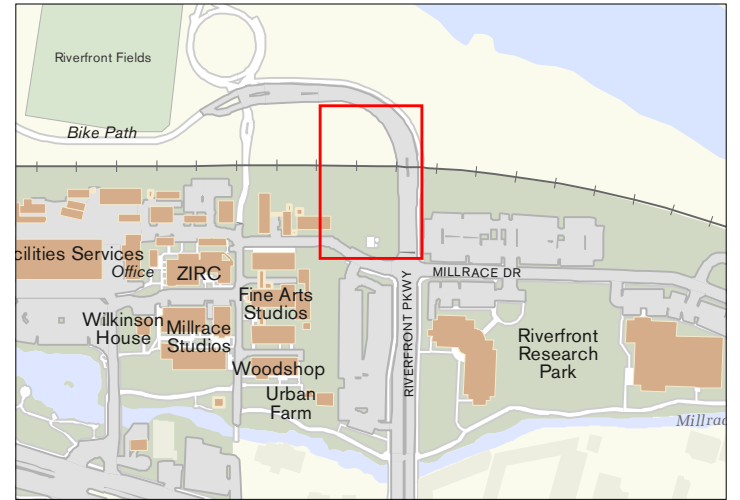 Riverfront Fields
Bike Path
cilities Services
Office
ZIRC
MILLRACE DR
Fine Arts
Studios
RIVERFRONT PKWY
Wilkinson
House
Millrace
Studios
Riverfront
Research
Park
Woodshop
Urban
Farm
Millrac